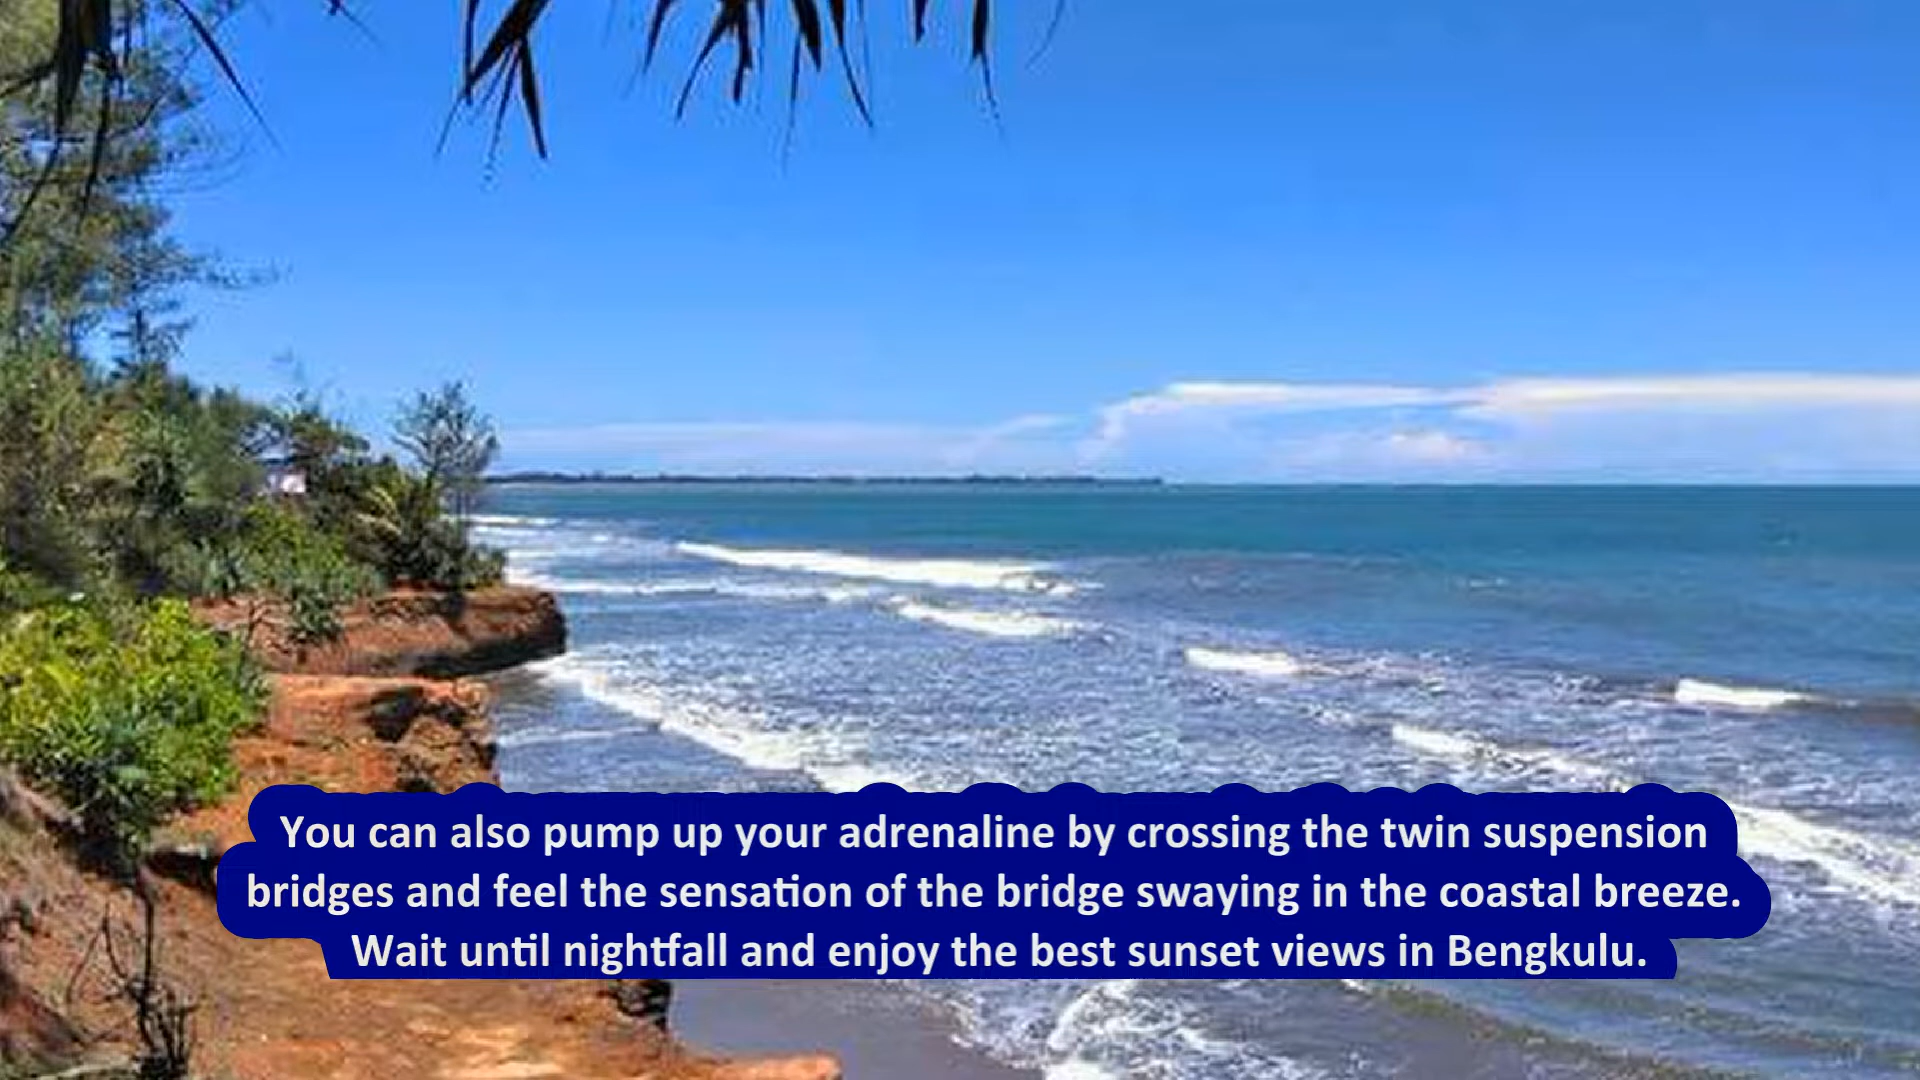 You can also pump up your adrenaline by crossing the twin suspension
bridges and feel the sensation of the bridge swaying in the coastal breeze.
Wait until nightfall and enjoy the best sunset views in Bengkulu.